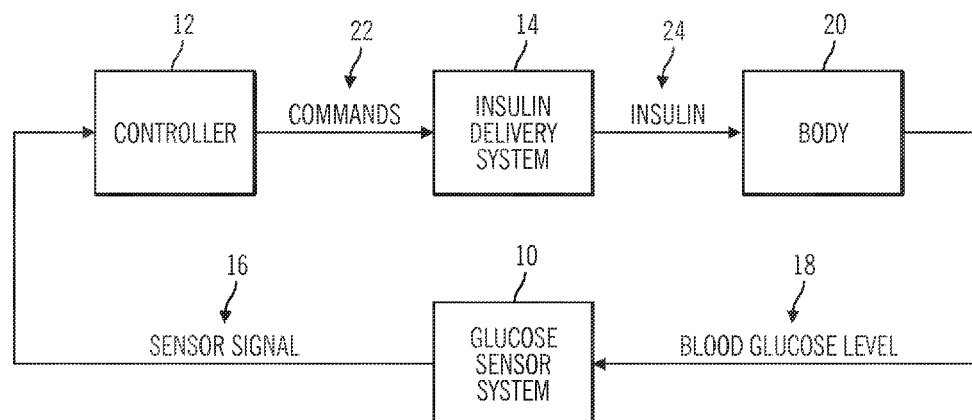 12
22
14
24
20
CONTROLLER
COMMANDS
INSULIN
DELIVERY
SYSTEM
INSULIN
BODY
16
10
18
SENSOR SIGNAL
GLUCOSE
SENSOR
SYSTEM
BLOOD GLUCOSE LEVEL